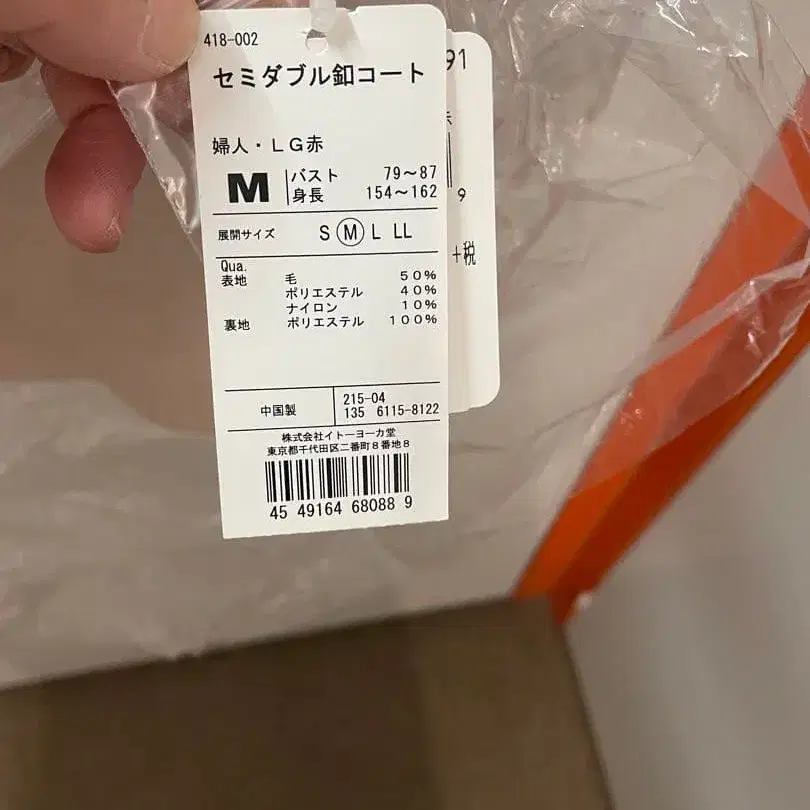 418-002
セミダブル釦コート
婦人・LG赤
M バスト 79～87
身長 154～162
展開サイズ S Ⓜ L LL
Qua.
表地 毛 50%
ポリエステル 40%
ナイロン 10%
裏地 ポリエステル 100%
中国製 215-04
135 6115-8122
株式会社イトーヨーカ堂
東京都千代田区二番町8番地8
45 49164 68088 9
91
9
+税